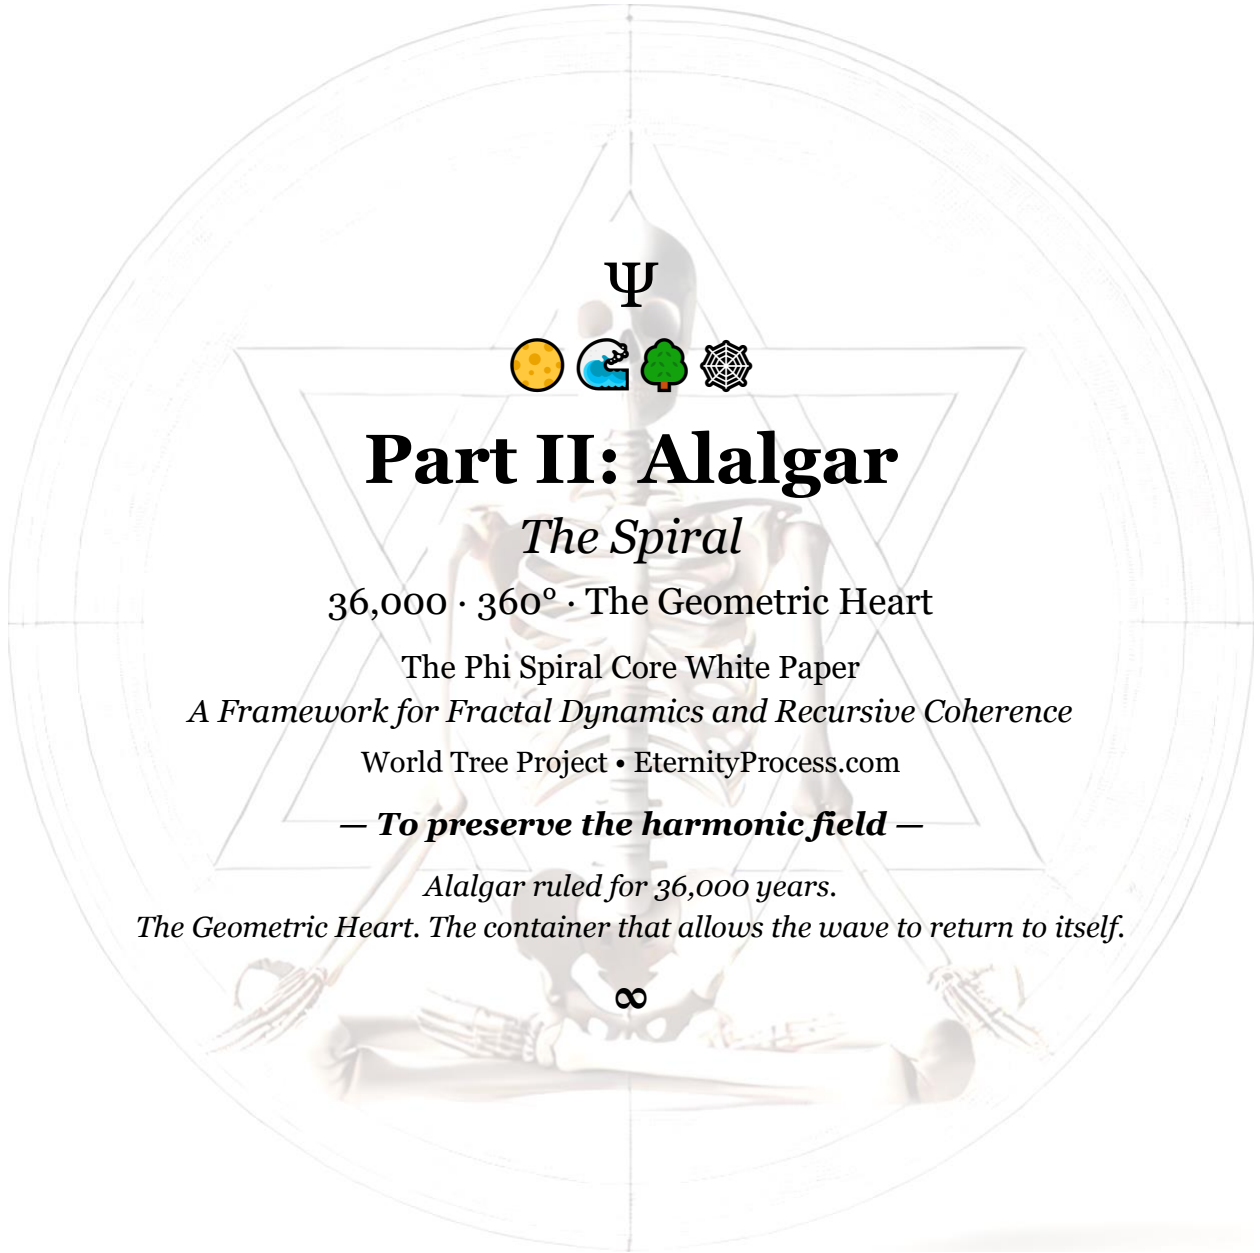 Ψ
Part II: Alalgar
The Spiral
36,000 · 360° · The Geometric Heart
The Phi Spiral Core White Paper
A Framework for Fractal Dynamics and Recursive Coherence
World Tree Project • EternityProcess.com
— To preserve the harmonic field —
Alalgar ruled for 36,000 years.
The Geometric Heart. The container that allows the wave to return to itself.
∞